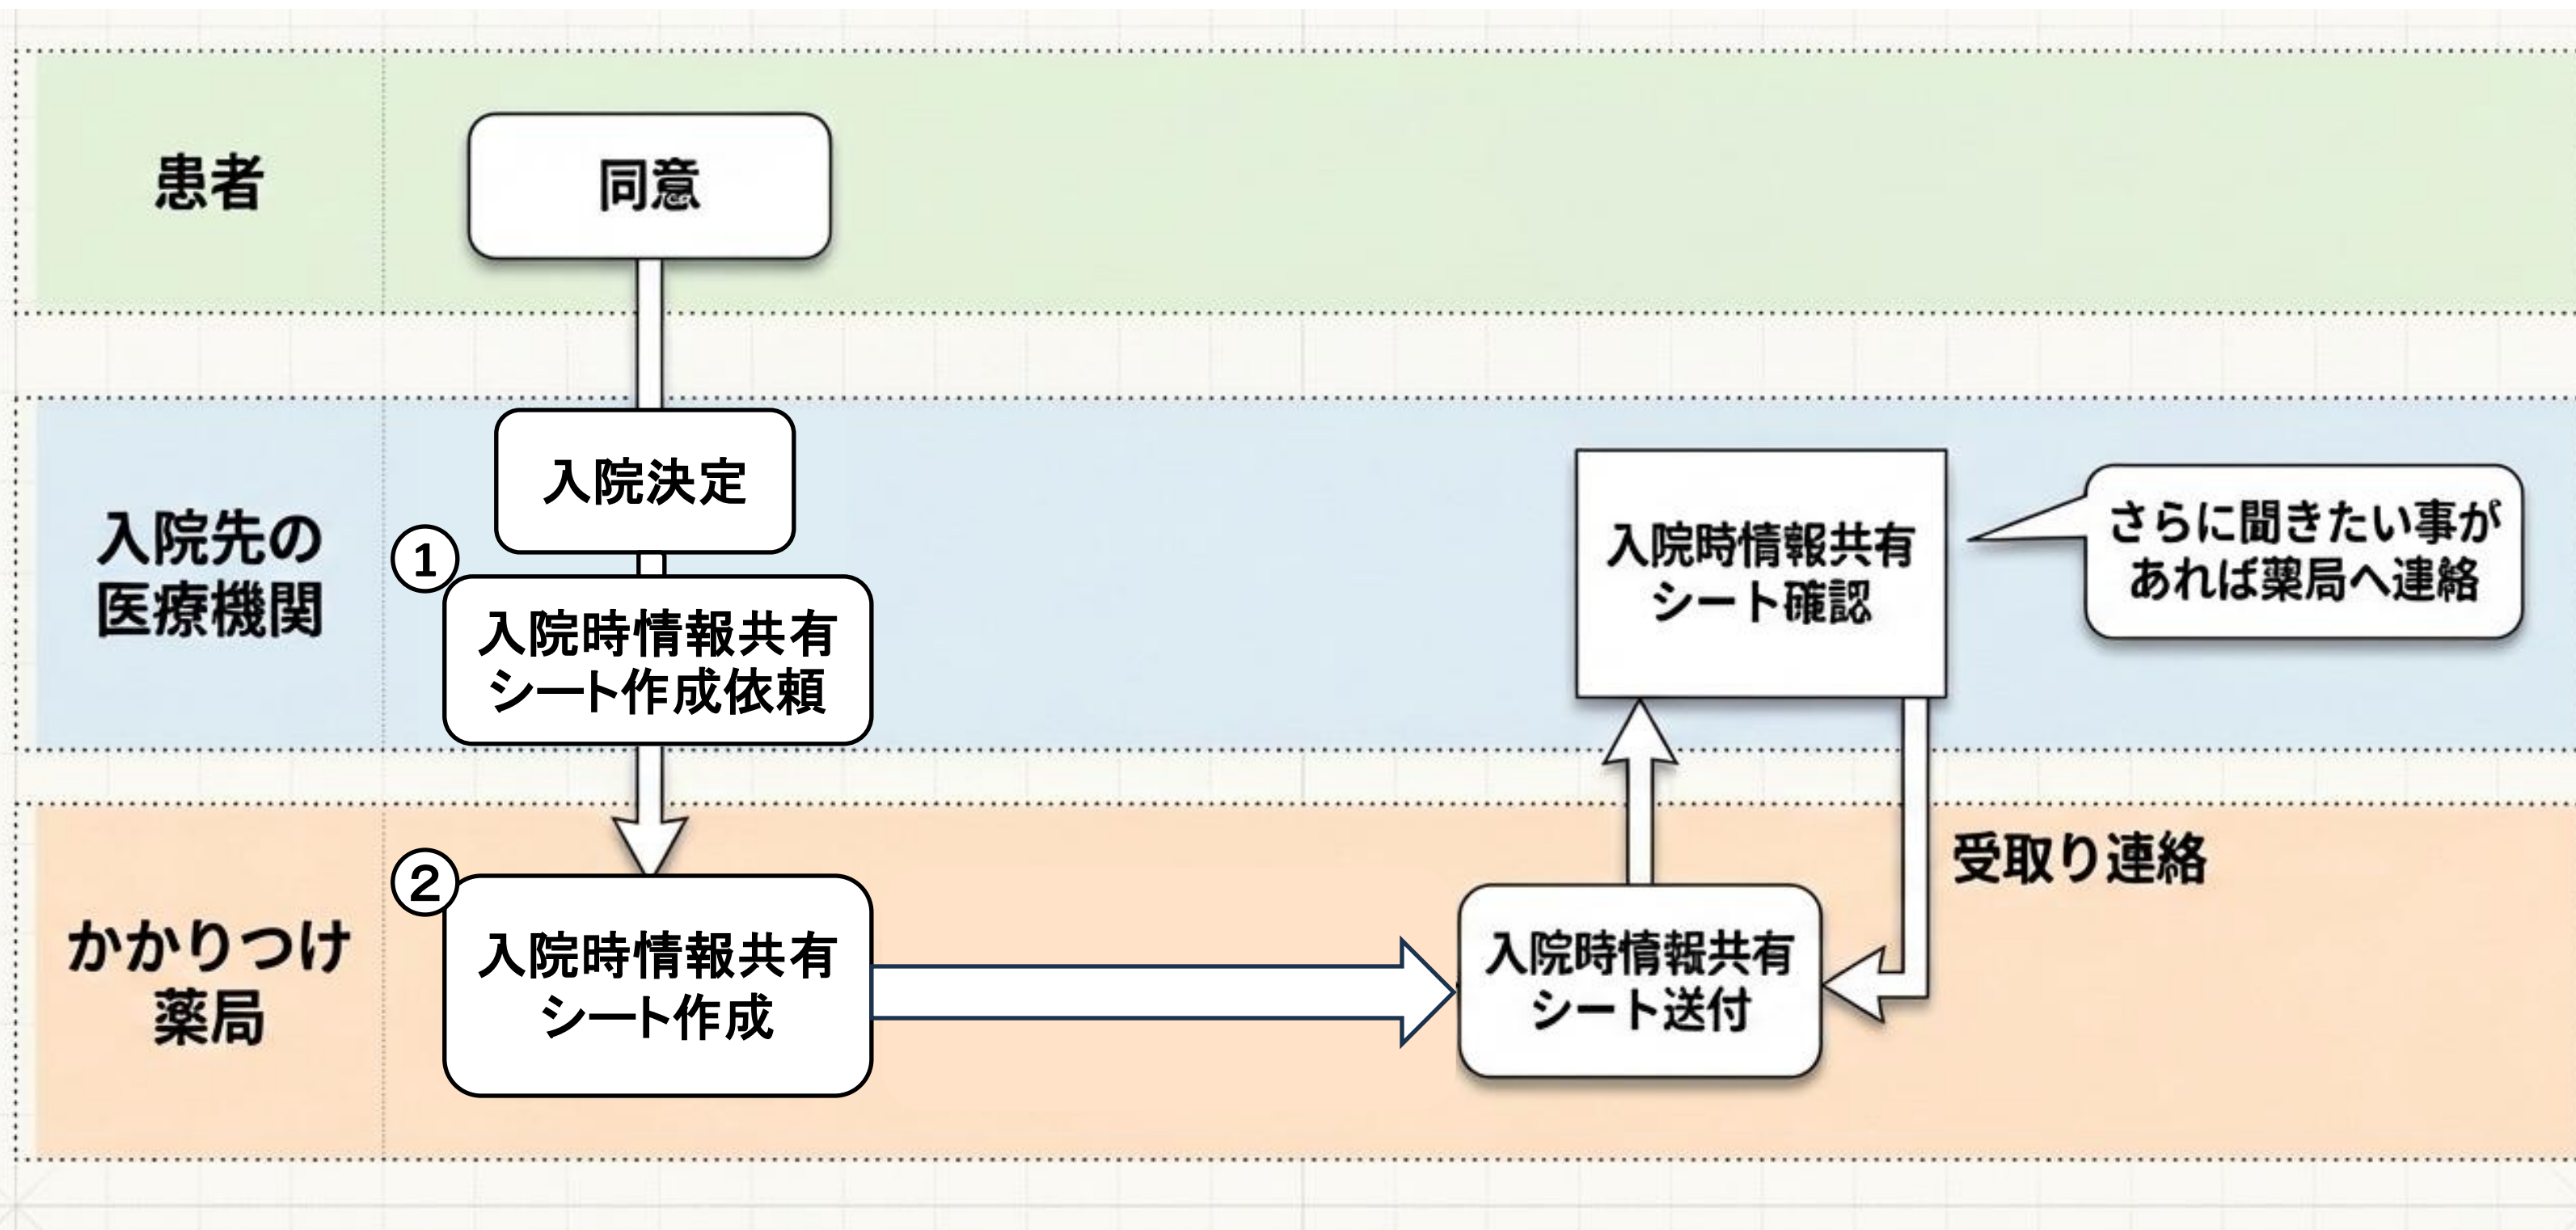 患者
同意
入院先の
医療機関
入院決定
①
入院時情報共有
シート作成依頼
入院時情報共有
シート確認
さらに聞きたい事が
あれば薬局へ連絡
かかりつけ
薬局
②
入院時情報共有
シート作成
入院時情報共有
シート送付
受取り連絡